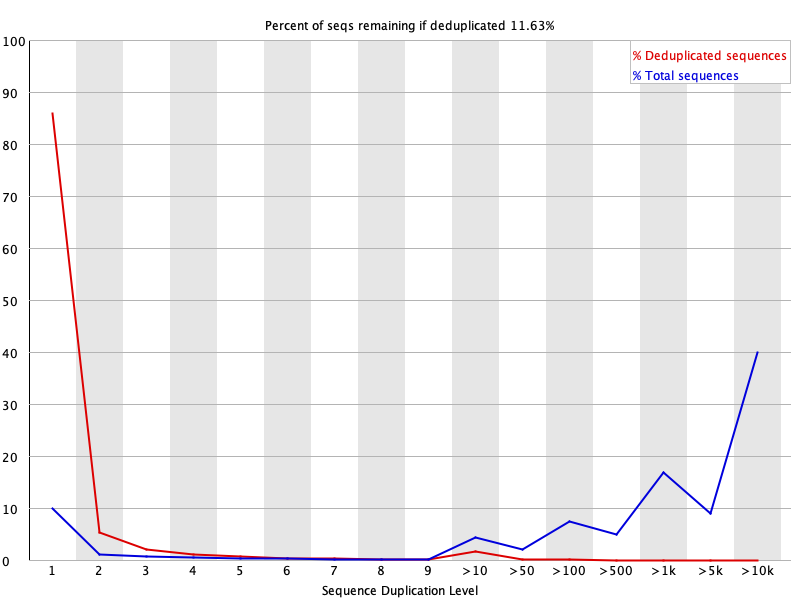 Percent of seqs remaining if deduplicated 11.63%
% Deduplicated sequences
% Total sequences
100
90
80
70
60
50
40
30
20
10
0
1 2 3 4 5 6 7 8 9 >10 >50 >100 >500 >1k >5k >10k
Sequence Duplication Level